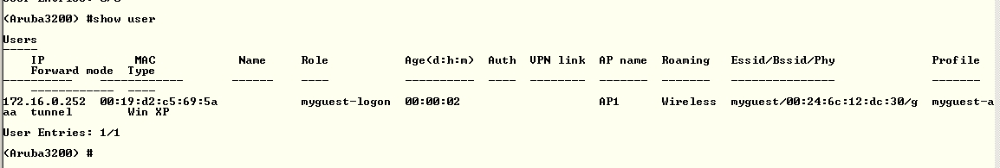 (Aruba3200) #show user
Users
-----
IP MAC Name Role Age(d:h:m) Auth VPN link AP name Roaming Essid/Bssid/Phy Profile
Forward mode Type
---------- ------------ ------ ---- ---------- ---- -------- ------- ------- --------------- -------
------------ ----
172.16.0.252 00:19:d2:c5:69:5a myguest-logon 00:00:02 AP1 Wireless myguest/00:24:6c:12:dc:30/g myguest-a
aa tunnel Win XP
User Entries: 1/1
(Aruba3200) #